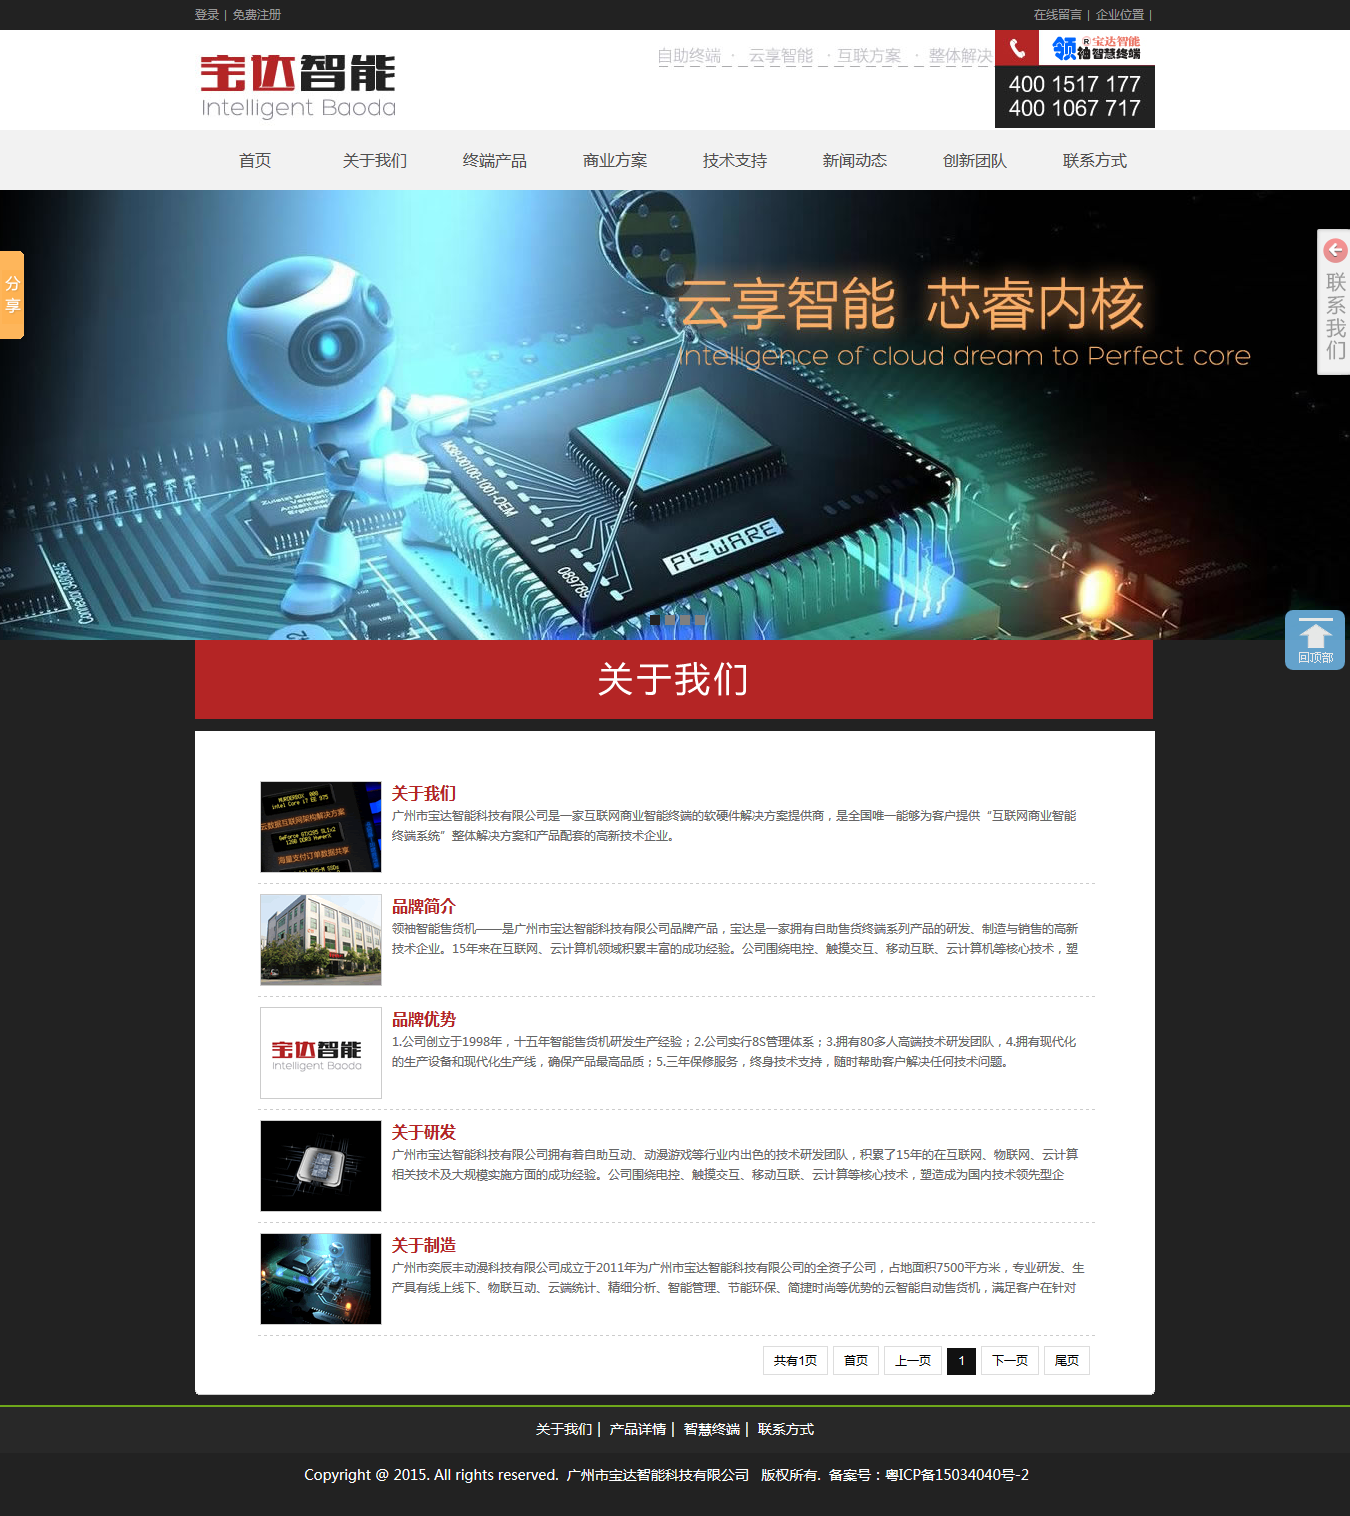 登录 | 免费注册
在线留言 | 企业位置 |
宝达智能
Intelligent Baoda
自助终端 · 云享智能 · 互联方案 · 整体解决
领袖®宝达智能
智慧终端
400 1517 177
400 1067 717
首页 关于我们 终端产品 商业方案 技术支持 新闻动态 创新团队 联系方式
分享
云享智能 芯睿内核
Intelligence of cloud dream to Perfect core
联系我们
PC-WARE
089789
回顶部
关于我们
关于我们
广州市宝达智能科技有限公司是一家互联网商业智能终端的软硬件解决方案提供商，是全国唯一能够为客户提供“互联网商业智能
终端系统”整体解决方案和产品配套的高新技术企业。
云数据互联网架构解决方案
海量支付订单数据共享
品牌简介
领袖智能售货机——是广州市宝达智能科技有限公司品牌产品，宝达是一家拥有自助售货终端系列产品的研发、制造与销售的高新
技术企业。15年来在互联网、云计算机领域积累丰富的成功经验。公司围绕电控、触摸交互、移动互联、云计算机等核心技术，塑
宝达智能
Intelligent Baoda
品牌优势
1.公司创立于1998年，十五年智能售货机研发生产经验；2.公司实行8S管理体系；3.拥有80多人高端技术研发团队，4.拥有现代化
的生产设备和现代化生产线，确保产品最高品质；5.三年保修服务，终身技术支持，随时帮助客户解决任何技术问题。
关于研发
广州市宝达智能科技有限公司拥有着自助互动、动漫游戏等行业内出色的技术研发团队，积累了15年的在互联网、物联网、云计算
相关技术及大规模实施方面的成功经验。公司围绕电控、触摸交互、移动互联、云计算等核心技术，塑造成为国内技术领先型企
关于制造
广州市奕辰丰动漫科技有限公司成立于2011年为广州市宝达智能科技有限公司的全资子公司，占地面积7500平方米，专业研发、生
产具有线上线下、物联互动、云端统计、精细分析、智能管理、节能环保、简捷时尚等优势的云智能自动售货机，满足客户在针对
共有1页 首页 上一页 1 下一页 尾页
关于我们 | 产品详情 | 智慧终端 | 联系方式
Copyright @ 2015. All rights reserved. 广州市宝达智能科技有限公司 版权所有. 备案号：粤ICP备15034040号-2